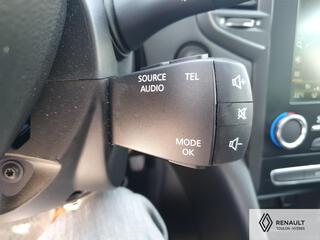 SOURCE TEL
AUDIO
MODE
OK
RENAULT
TOULON - HYÈRES